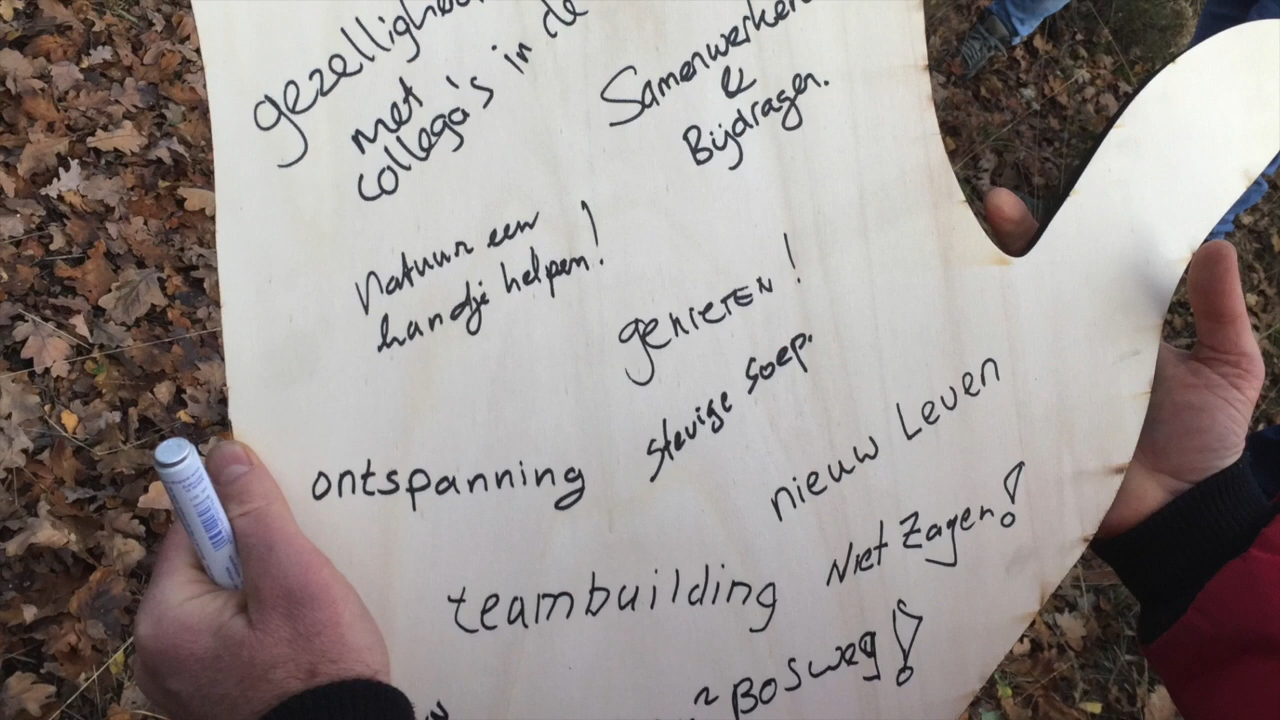 gezelligheid
met
collega's in de
Samenwerken
&
Bijdragen.
Natuur een
handje helpen!
genieten!
stevige soep.
ontspanning
nieuw Leven
Niet Zagen!
teambuilding
~BOSweg!